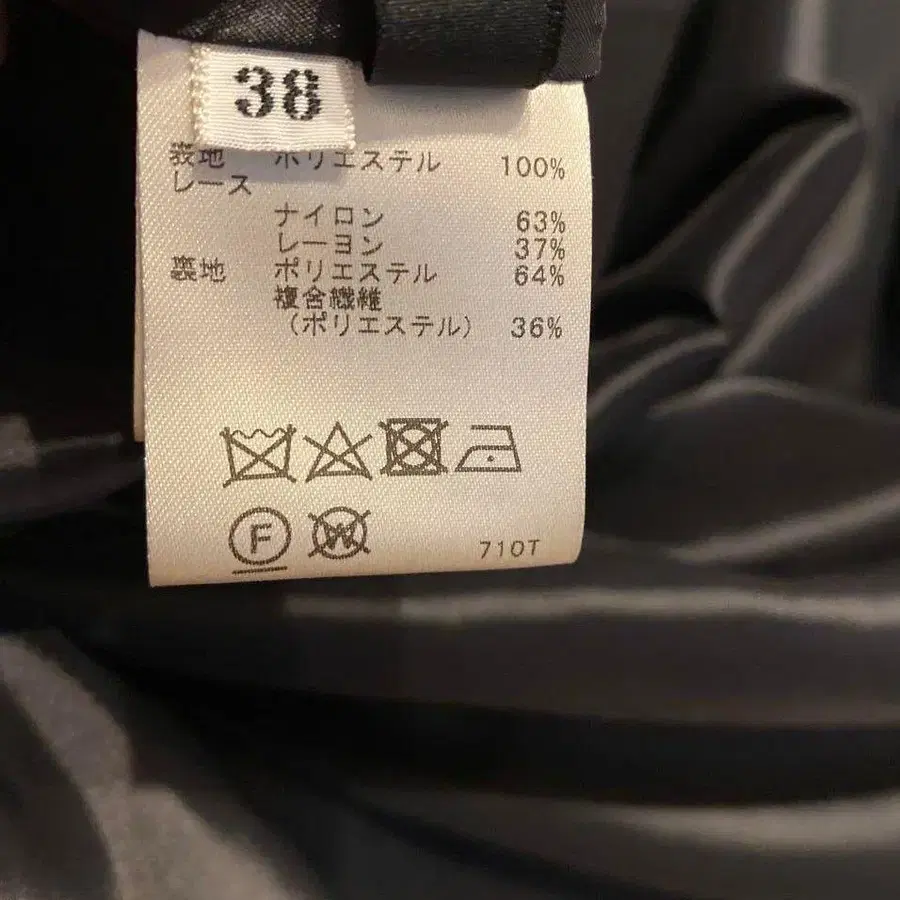 38
表地 ポリエステル 100%
レース
ナイロン 63%
レーヨン 37%
裏地 ポリエステル 64%
複合繊維
（ポリエステル） 36%
F W
710T